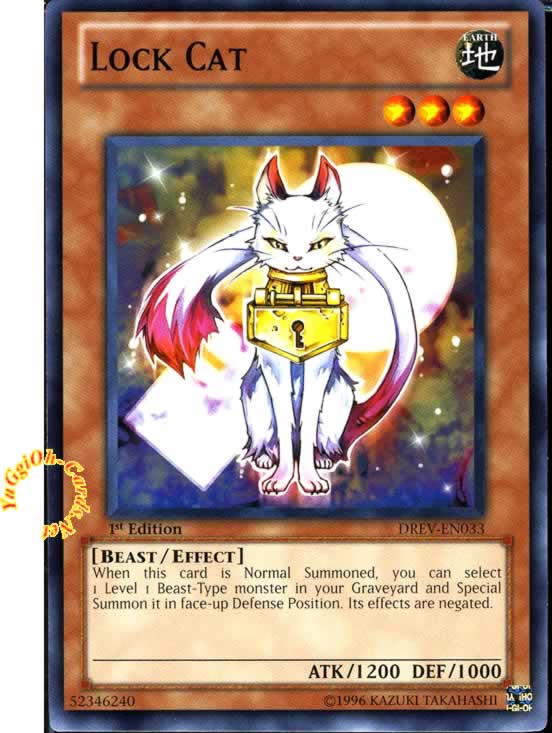 LOCK CAT
EARTH
地
YuGgiOh-Cards.Net
1st Edition
DREV-EN033
[BEAST/EFFECT]
When this card is Normal Summoned, you can select
1 Level 1 Beast-Type monster in your Graveyard and Special
Summon it in face-up Defense Position. Its effects are negated.
ATK/1200 DEF/1000
52346240
©1996 KAZUKI TAKAHASHI